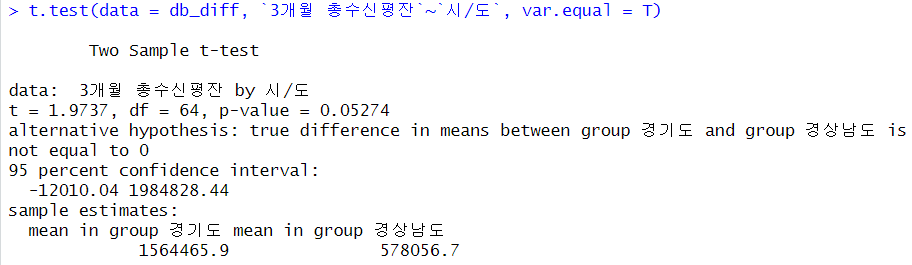 > t.test(data = db_diff, `3개월 총수신평잔`~`시/도`, var.equal = T)
Two Sample t-test
data:  3개월 총수신평잔 by 시/도
t = 1.9737, df = 64, p-value = 0.05274
alternative hypothesis: true difference in means between group 경기도 and group 경상남도 is
not equal to 0
95 percent confidence interval:
-12010.04 1984828.44
sample estimates:
mean in group 경기도 mean in group 경상남도
1564465.9 578056.7